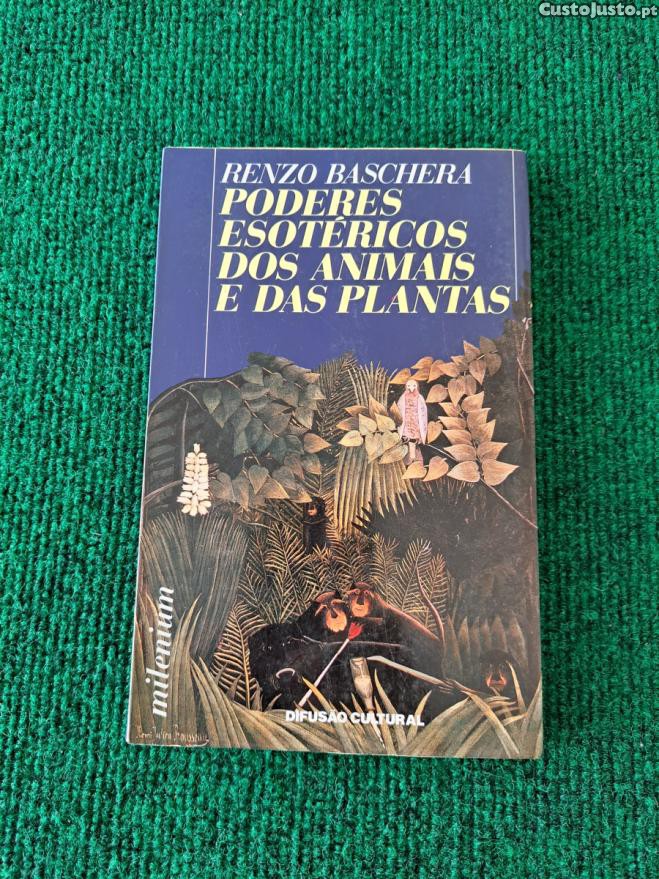 CustoJusto.pt
RENZO BASCHERA
PODERES
ESOTÉRICOS
DOS ANIMAIS
E DAS PLANTAS
milenium
DIFUSÃO CULTURAL